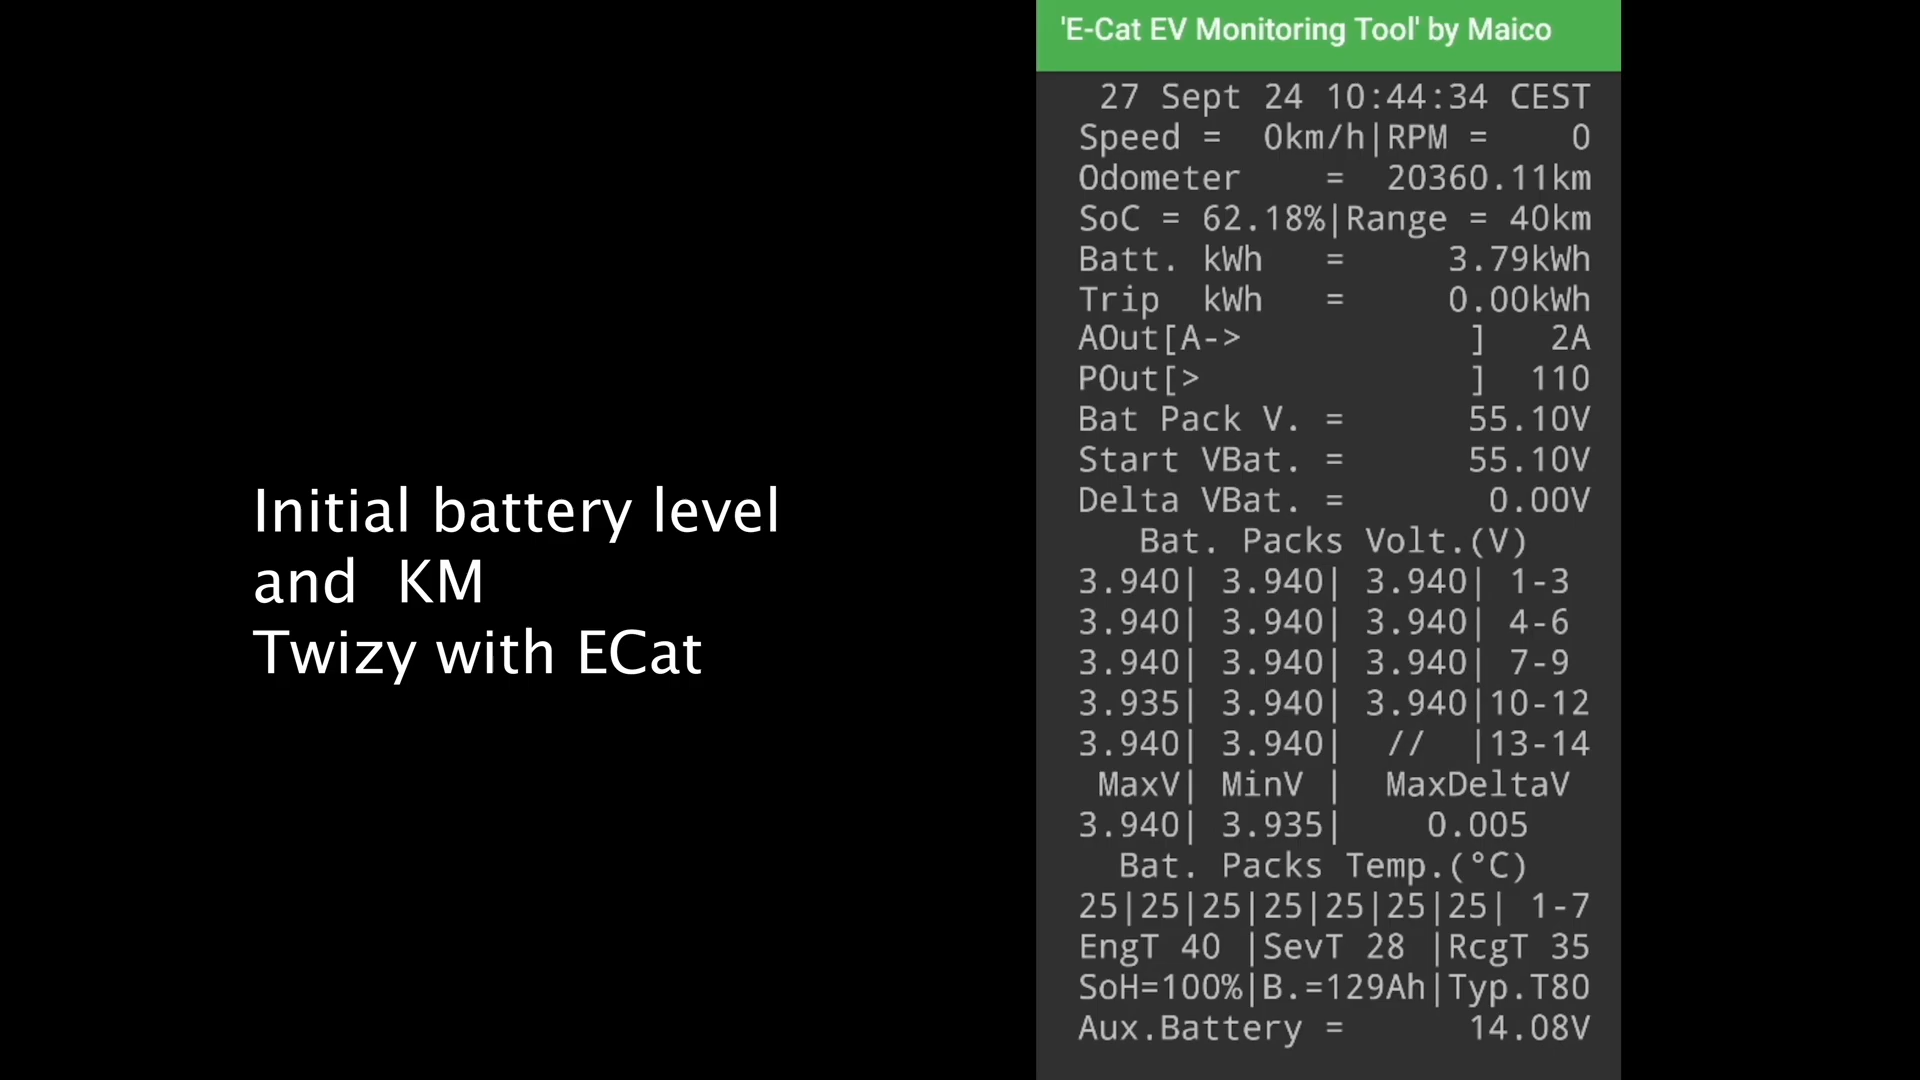 'E-Cat EV Monitoring Tool' by Maico
27 Sept 24 10:44:34 CEST
Speed =  0km/h|RPM =    0
Odometer    =  20360.11km
SoC = 62.18%|Range = 40km
Batt. kWh   =     3.79kWh
Trip  kWh   =     0.00kWh
AOut[A->           ]   2A
POut[>             ]  110
Bat Pack V. =      55.10V
Start VBat. =      55.10V
Delta VBat. =       0.00V
Bat. Packs Volt.(V)
3.940| 3.940| 3.940| 1-3
3.940| 3.940| 3.940| 4-6
3.940| 3.940| 3.940| 7-9
3.935| 3.940| 3.940|10-12
3.940| 3.940|  //  |13-14
MaxV| MinV |  MaxDeltaV
3.940| 3.935|    0.005
Bat. Packs Temp.(°C)
25|25|25|25|25|25|25| 1-7
EngT 40 |SevT 28 |RcgT 35
SoH=100%|B.=129Ah|Typ.T80
Aux.Battery =      14.08V
Initial battery level
and  KM
Twizy with ECat